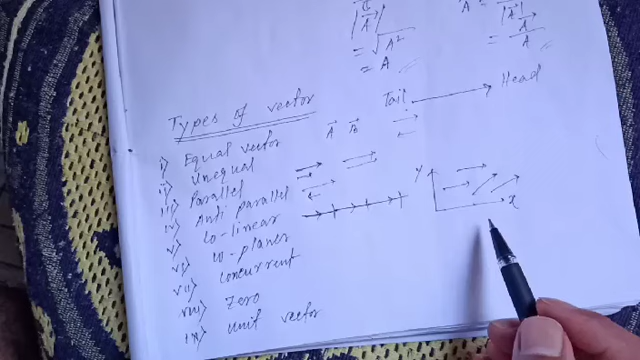 |A|
= √A²
= A
|A|
= A
A
Types of vector
Tail Head
A B
i) Equal vector
ii) Unequal
iii) Parallel
iv) Anti parallel
v) Co-linear
vi) co-planer
vii) Concurrent
viii) Zero
ix) unit vector
y
x